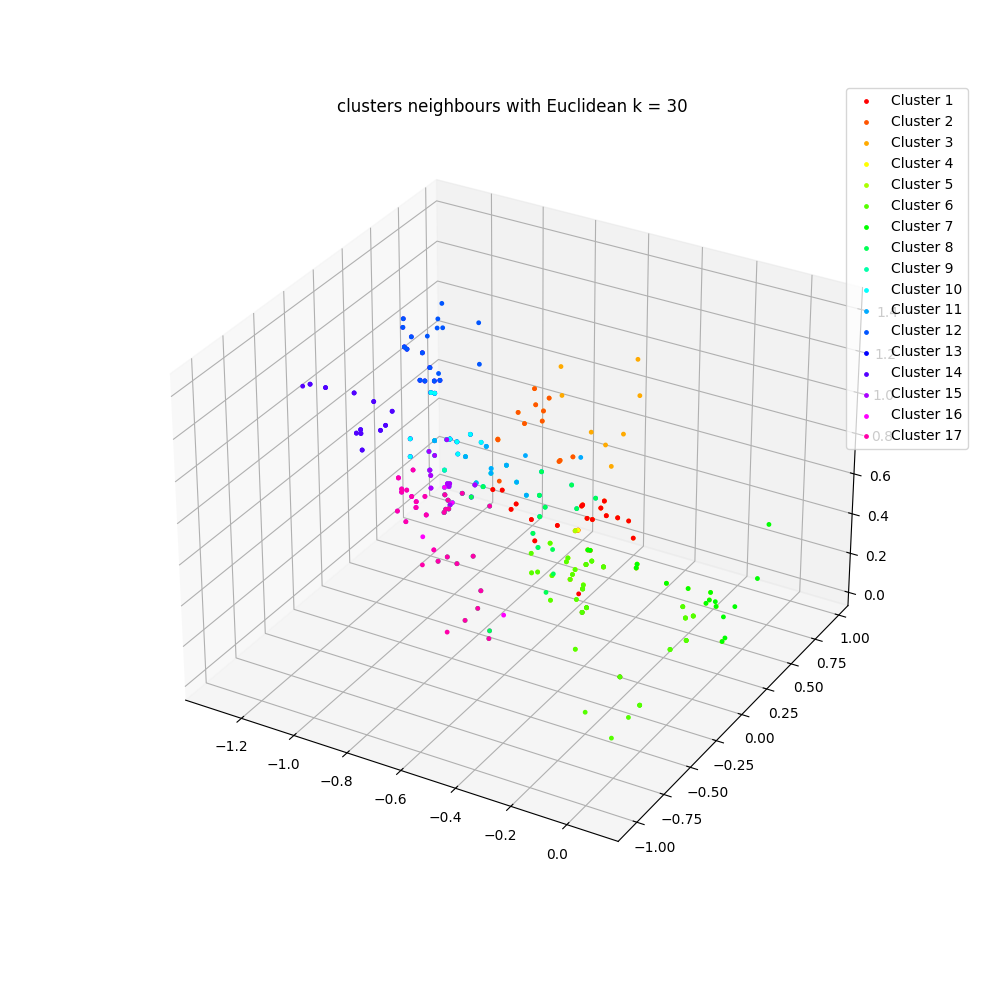 clusters neighbours with Euclidean k = 30
Cluster 1
Cluster 2
Cluster 3
Cluster 4
Cluster 5
Cluster 6
Cluster 7
Cluster 8
Cluster 9
Cluster 10
Cluster 11
Cluster 12
Cluster 13
Cluster 14
Cluster 15
Cluster 16
Cluster 17
1.4
1.2
1.0
0.8
0.6
0.4
0.2
0.0
1.00
0.75
0.50
0.25
0.00
−0.25
−0.50
−0.75
−1.00
−1.2
−1.0
−0.8
−0.6
−0.4
−0.2
0.0